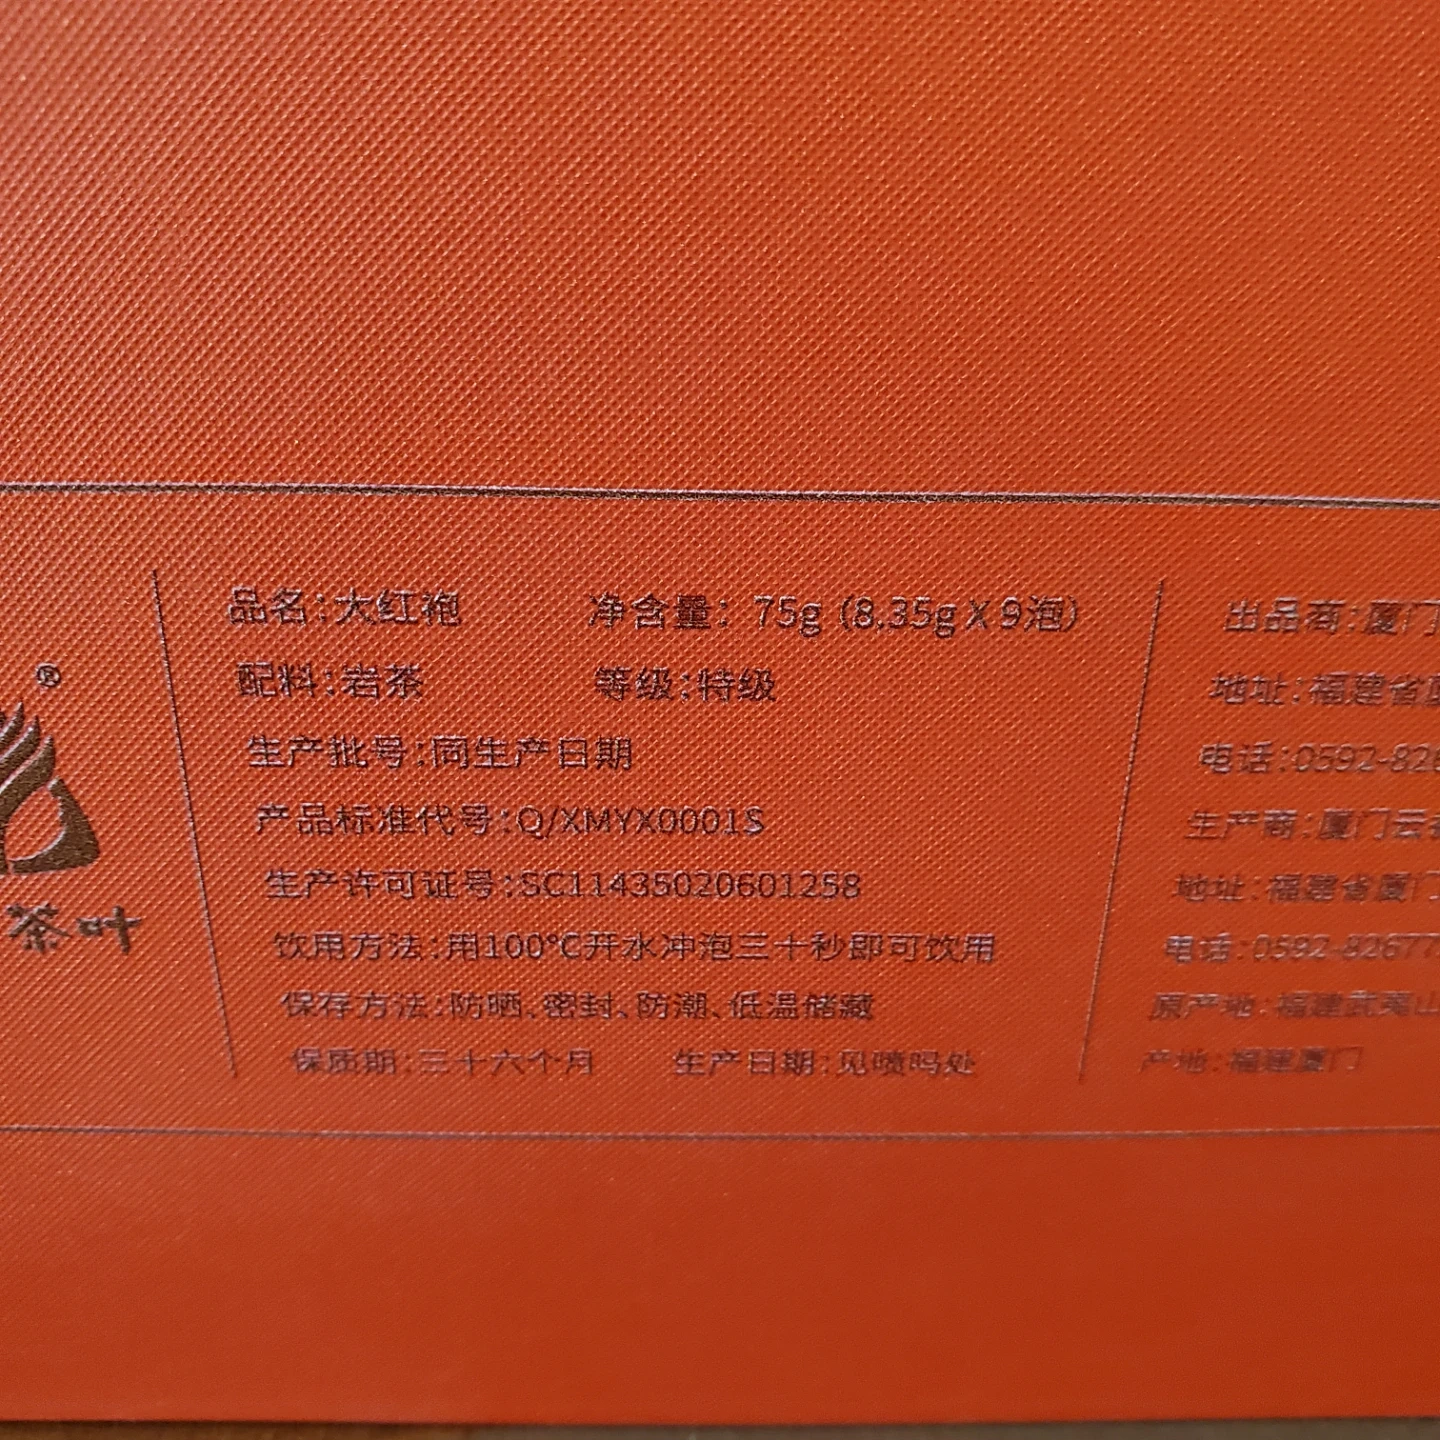 ®
茶叶
品名:大红袍 净含量: 75g (8.35g X 9泡)
配料:岩茶 等级:特级
生产批号:同生产日期
产品标准代号:Q/XMYX0001S
生产许可证号:SC11435020601258
饮用方法:用100℃开水冲泡三十秒即可饮用
保存方法:防晒、密封、防潮、低温储藏
保质期:三十六个月 生产日期:见喷码处
出品商:厦门
地址:福建省厦
电话:0592-826
生产商:厦门云
地址:福建省厦门
电话:0592-82677
原产地:福建武夷山
产地:福建厦门